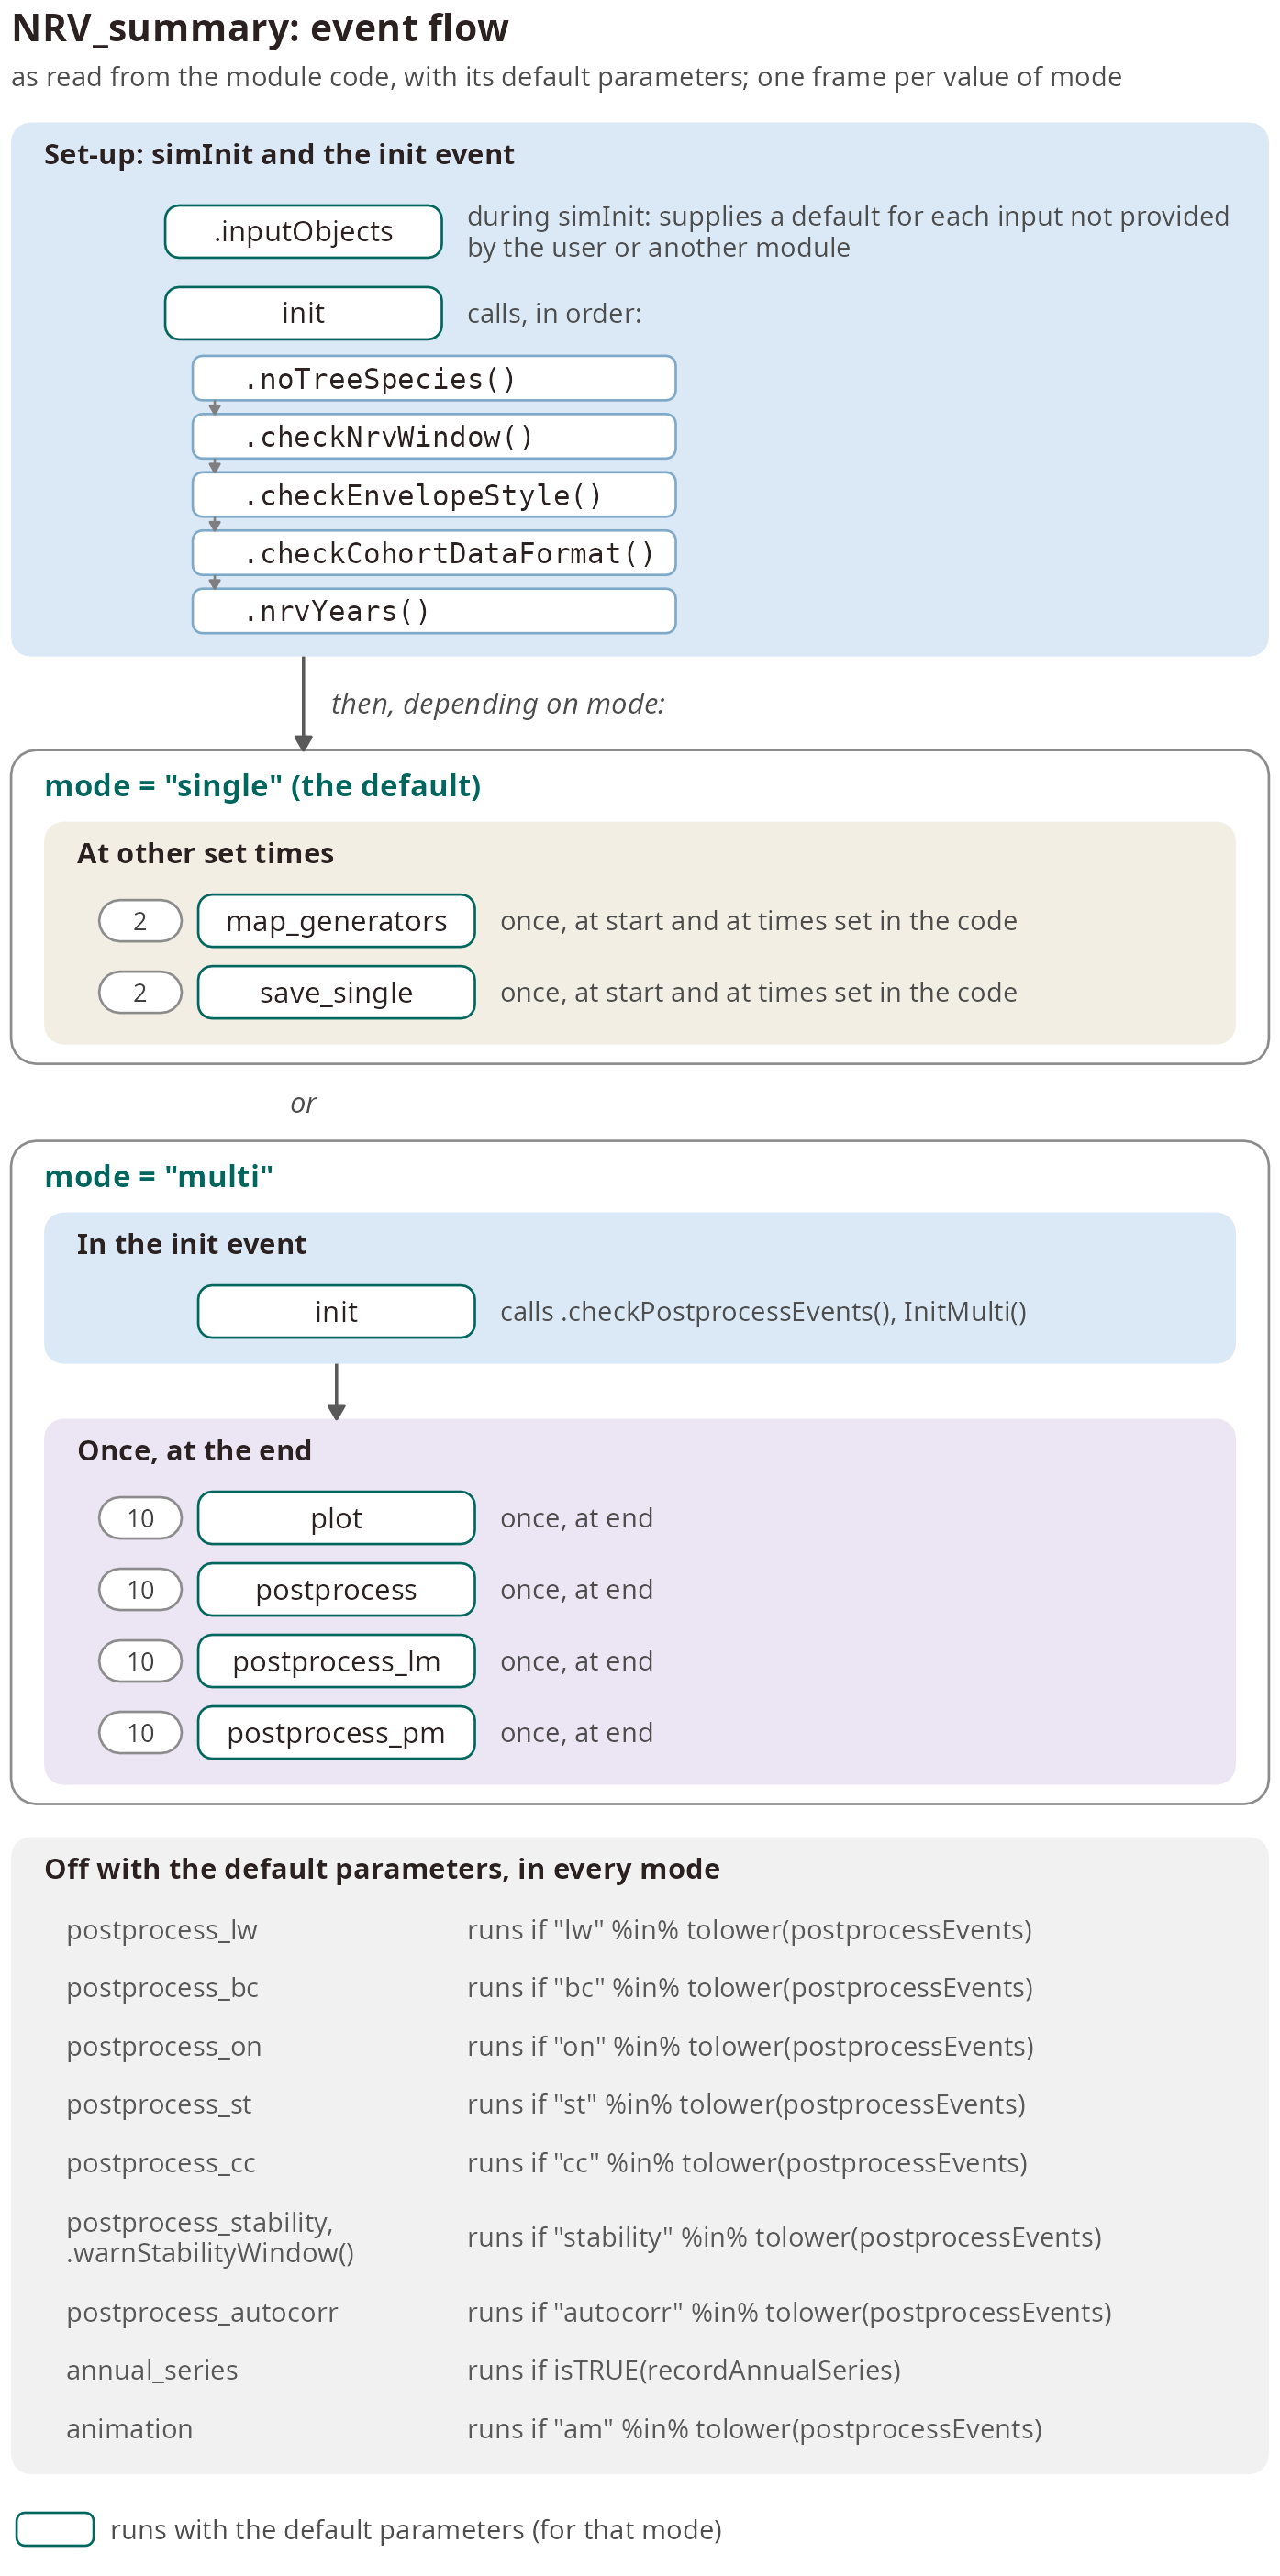 NRV_summary: event flow
as read from the module code, with its default parameters; one frame per value of mode
Set-up: simInit and the init event
.inputObjects
during simInit: supplies a default for each input not provided
by the user or another module
init
calls, in order:
.noTreeSpecies()
.checkNrvWindow()
.checkEnvelopeStyle()
.checkCohortDataFormat()
.nrvYears()
then, depending on mode:
mode = "single" (the default)
At other set times
2 map_generators once, at start and at times set in the code
2 save_single once, at start and at times set in the code
or
mode = "multi"
In the init event
init calls .checkPostprocessEvents(), InitMulti()
Once, at the end
10 plot once, at end
10 postprocess once, at end
10 postprocess_lm once, at end
10 postprocess_pm once, at end
Off with the default parameters, in every mode
postprocess_lw runs if "lw" %in% tolower(postprocessEvents)
postprocess_bc runs if "bc" %in% tolower(postprocessEvents)
postprocess_on runs if "on" %in% tolower(postprocessEvents)
postprocess_st runs if "st" %in% tolower(postprocessEvents)
postprocess_cc runs if "cc" %in% tolower(postprocessEvents)
postprocess_stability,
.warnStabilityWindow()
runs if "stability" %in% tolower(postprocessEvents)
postprocess_autocorr runs if "autocorr" %in% tolower(postprocessEvents)
annual_series runs if isTRUE(recordAnnualSeries)
animation runs if "am" %in% tolower(postprocessEvents)
runs with the default parameters (for that mode)